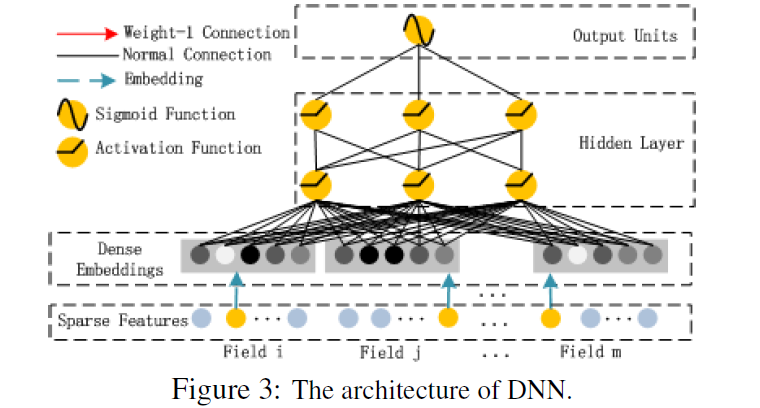 Weight-1 Connection
Normal Connection
Embedding
Sigmoid Function
Activation Function
Output Units
Hidden Layer
Dense
Embeddings
...
Sparse Features ... ... ... ...
Field i Field j ... Field m
Figure 3: The architecture of DNN.